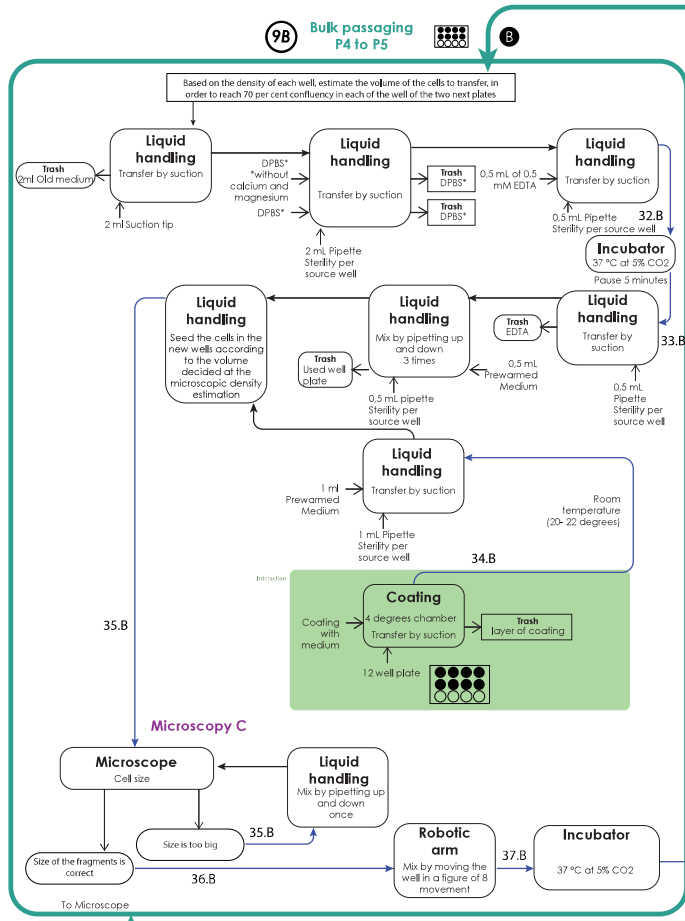 9B
Bulk passaging
P4 to P5
B
Based on the density of each well, estimate the volume of the cells to transfer, in
order to reach 70 per cent confluency in each of the well of the two next plates
Liquid
handling
Transfer by suction
Trash
2ml Old medium
2 ml Suction tip
DPBS*
*without
calcium and
magnesium
DPBS*
Liquid
handling
Transfer by suction
Trash
DPBS*
Trash
DPBS*
2 mL Pipette
Sterility per
source well
0,5 mL of 0,5
mM EDTA
Liquid
handling
Transfer by suction
0,5 mL Pipette
Sterility per source well
32.B
Incubator
37 °C at 5% CO2
Pause 5 minutes
33.B
Liquid
handling
Seed the cells in the
new wells according
to the volume
decided at the
microscopic density
estimation
Liquid
handling
Mix by pipetting up
and down
3 times
Trash
Used well
plate
0,5 mL pipette
Sterility per
source well
0,5 mL
Prewarmed
Medium
Trash
EDTA
Liquid
handling
Transfer by
suction
0,5 mL
Pipette
Sterility per
source well
Liquid
handling
Transfer by suction
1 ml
Prewarmed
Medium
1 mL Pipette
Sterility per
source well
Room
temperature
(20- 22 degrees)
34.B
Interaction
Coating
4 degrees chamber
Transfer by suction
Coating
with
medium
Trash
layer of coating
12 well plate
35.B
Microscopy C
Microscope
Cell size
Liquid
handling
Mix by pipetting up
and down
once
Size is too big
35.B
Size of the fragments is
correct
36.B
Robotic
arm
Mix by moving the
well in a figure of 8
movement
37.B
Incubator
37 °C at 5% CO2
To Microscope